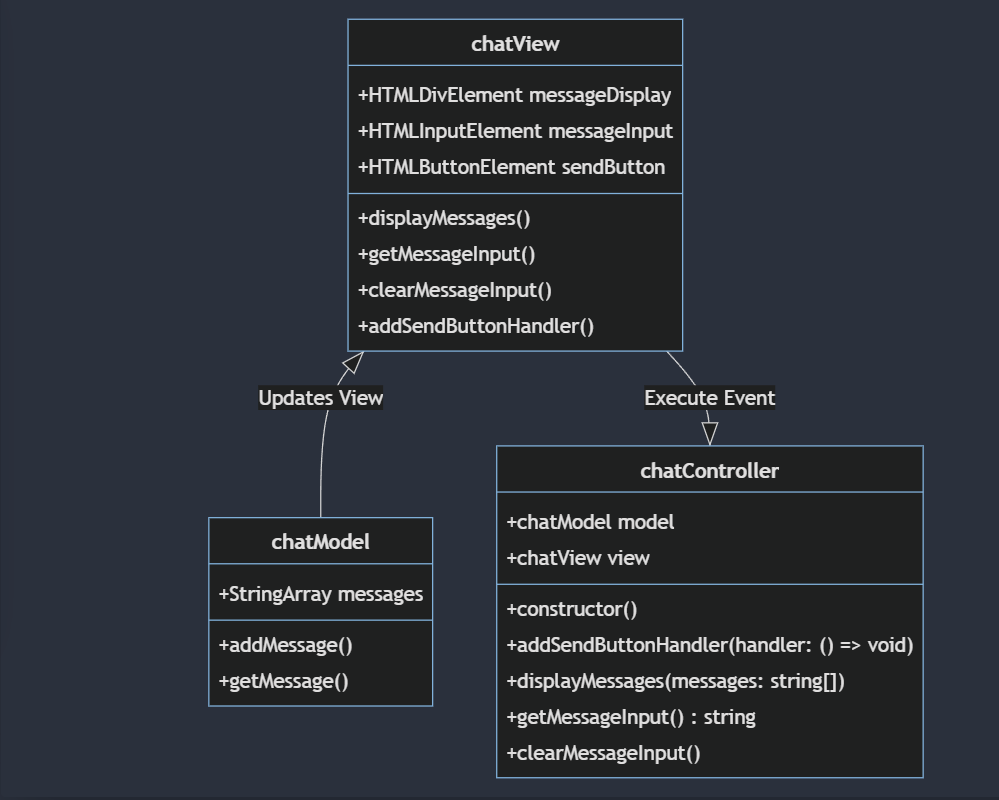 chatView
+HTMLDivElement messageDisplay
+HTMLInputElement messageInput
+HTMLButtonElement sendButton
+displayMessages()
+getMessageInput()
+clearMessageInput()
+addSendButtonHandler()
Updates View
Execute Event
chatModel
+StringArray messages
+addMessage()
+getMessage()
chatController
+chatModel model
+chatView view
+constructor()
+addSendButtonHandler(handler: () => void)
+displayMessages(messages: string[])
+getMessageInput() : string
+clearMessageInput()